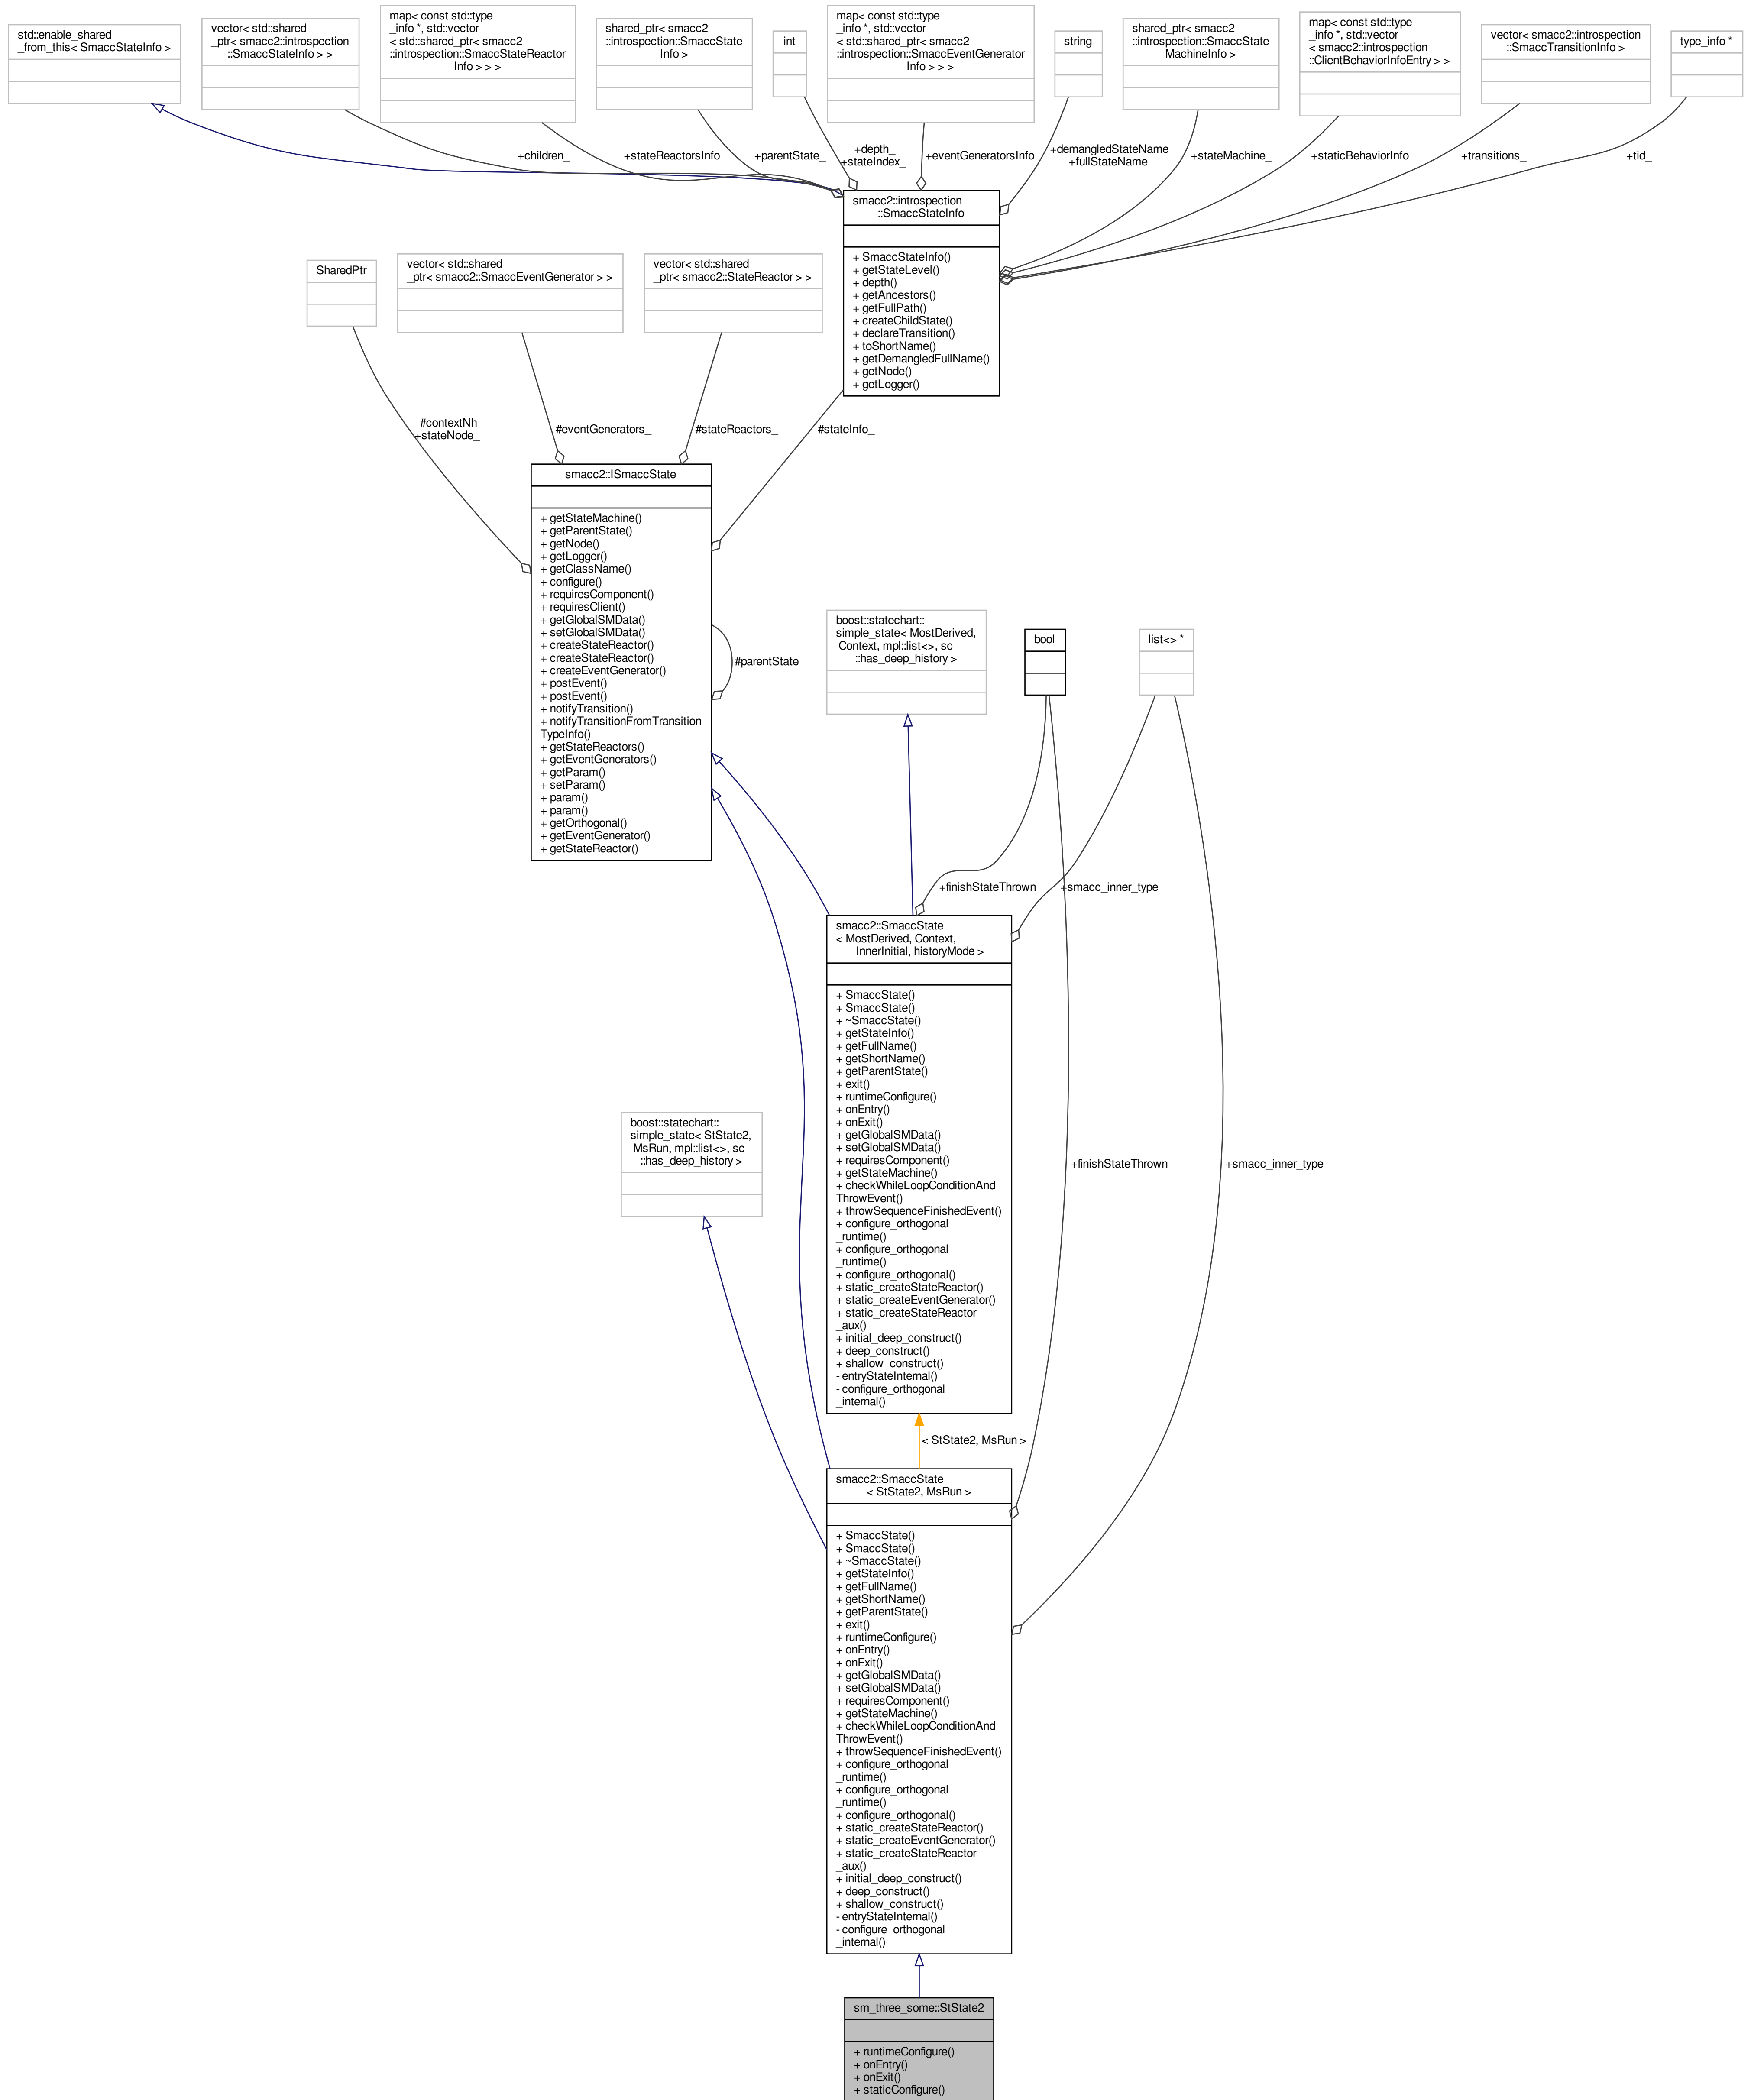 std::enable_shared
_from_this< SmaccStateInfo >
vector< std::shared
_ptr< smacc2::introspection
::SmaccStateInfo > >
map< const std::type
_info *, std::vector
< std::shared_ptr< smacc2
::introspection::SmaccStateReactor
Info > > >
shared_ptr< smacc2
::introspection::SmaccState
Info >
int
map< const std::type
_info *, std::vector
< std::shared_ptr< smacc2
::introspection::SmaccEventGenerator
Info > > >
string
shared_ptr< smacc2
::introspection::SmaccState
MachineInfo >
map< const std::type
_info *, std::vector
< smacc2::introspection
::ClientBehaviorInfoEntry > >
vector< smacc2::introspection
::SmaccTransitionInfo >
type_info *
+children_
+stateReactorsInfo
+parentState_
+depth_
+stateIndex_
+eventGeneratorsInfo
+demangledStateName
+fullStateName
+stateMachine_
+staticBehaviorInfo
+transitions_
+tid_
smacc2::introspection
::SmaccStateInfo
+ SmaccStateInfo()
+ getStateLevel()
+ depth()
+ getAncestors()
+ getFullPath()
+ createChildState()
+ declareTransition()
+ toShortName()
+ getDemangledFullName()
+ getNode()
+ getLogger()
SharedPtr
vector< std::shared
_ptr< smacc2::SmaccEventGenerator > >
vector< std::shared
_ptr< smacc2::StateReactor > >
#contextNh
+stateNode_
#eventGenerators_
#stateReactors_
#stateInfo_
smacc2::ISmaccState
+ getStateMachine()
+ getParentState()
+ getNode()
+ getLogger()
+ getClassName()
+ configure()
+ requiresComponent()
+ requiresClient()
+ getGlobalSMData()
+ setGlobalSMData()
+ createStateReactor()
+ createStateReactor()
+ createEventGenerator()
+ postEvent()
+ postEvent()
+ notifyTransition()
+ notifyTransitionFromTransition
TypeInfo()
+ getStateReactors()
+ getEventGenerators()
+ getParam()
+ setParam()
+ param()
+ param()
+ getOrthogonal()
+ getEventGenerator()
+ getStateReactor()
#parentState_
boost::statechart::
simple_state< MostDerived,
Context, mpl::list<>, sc
::has_deep_history >
bool
list<> *
+finishStateThrown
+smacc_inner_type
smacc2::SmaccState
< MostDerived, Context,
InnerInitial, historyMode >
+ SmaccState()
+ SmaccState()
+ ~SmaccState()
+ getStateInfo()
+ getFullName()
+ getShortName()
+ getParentState()
+ exit()
+ runtimeConfigure()
+ onEntry()
+ onExit()
+ getGlobalSMData()
+ setGlobalSMData()
+ requiresComponent()
+ getStateMachine()
+ checkWhileLoopConditionAnd
ThrowEvent()
+ throwSequenceFinishedEvent()
+ configure_orthogonal
_runtime()
+ configure_orthogonal
_runtime()
+ configure_orthogonal()
+ static_createStateReactor()
+ static_createEventGenerator()
+ static_createStateReactor
_aux()
+ initial_deep_construct()
+ deep_construct()
+ shallow_construct()
- entryStateInternal()
- configure_orthogonal
_internal()
boost::statechart::
simple_state< StState2,
MsRun, mpl::list<>, sc
::has_deep_history >
+finishStateThrown
+smacc_inner_type
< StState2, MsRun >
smacc2::SmaccState
< StState2, MsRun >
+ SmaccState()
+ SmaccState()
+ ~SmaccState()
+ getStateInfo()
+ getFullName()
+ getShortName()
+ getParentState()
+ exit()
+ runtimeConfigure()
+ onEntry()
+ onExit()
+ getGlobalSMData()
+ setGlobalSMData()
+ requiresComponent()
+ getStateMachine()
+ checkWhileLoopConditionAnd
ThrowEvent()
+ throwSequenceFinishedEvent()
+ configure_orthogonal
_runtime()
+ configure_orthogonal
_runtime()
+ configure_orthogonal()
+ static_createStateReactor()
+ static_createEventGenerator()
+ static_createStateReactor
_aux()
+ initial_deep_construct()
+ deep_construct()
+ shallow_construct()
- entryStateInternal()
- configure_orthogonal
_internal()
sm_three_some::StState2
+ runtimeConfigure()
+ onEntry()
+ onExit()
+ staticConfigure()